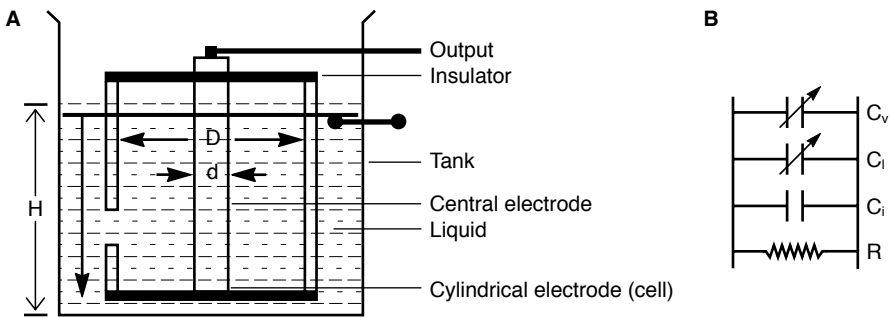 A
Output
Insulator
D
Tank
d
H
Central electrode
Liquid
Cylindrical electrode (cell)
B
Cv
Cl
Ci
R